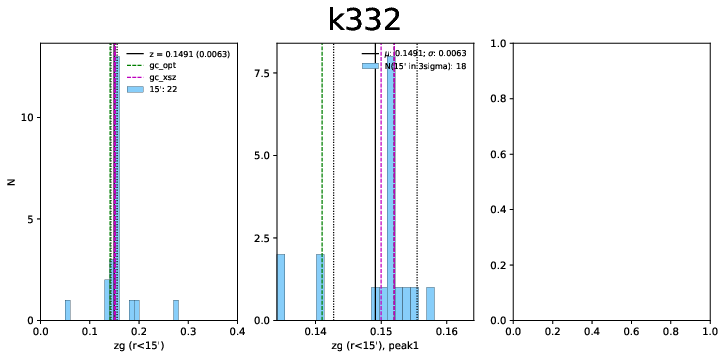 k332
z = 0.1491 (0.0063)
gc_opt
gc_xsz
15': 22
N
10
5
0
0.0 0.1 0.2 0.3 0.4
zg (r<15')
μ: 0.1491; σ: 0.0063
N(15' in 3sigma): 18
7.5
5.0
2.5
0.0
0.14 0.15 0.16
zg (r<15'), peak1
1.0
0.8
0.6
0.4
0.2
0.0
0.0 0.2 0.4 0.6 0.8 1.0